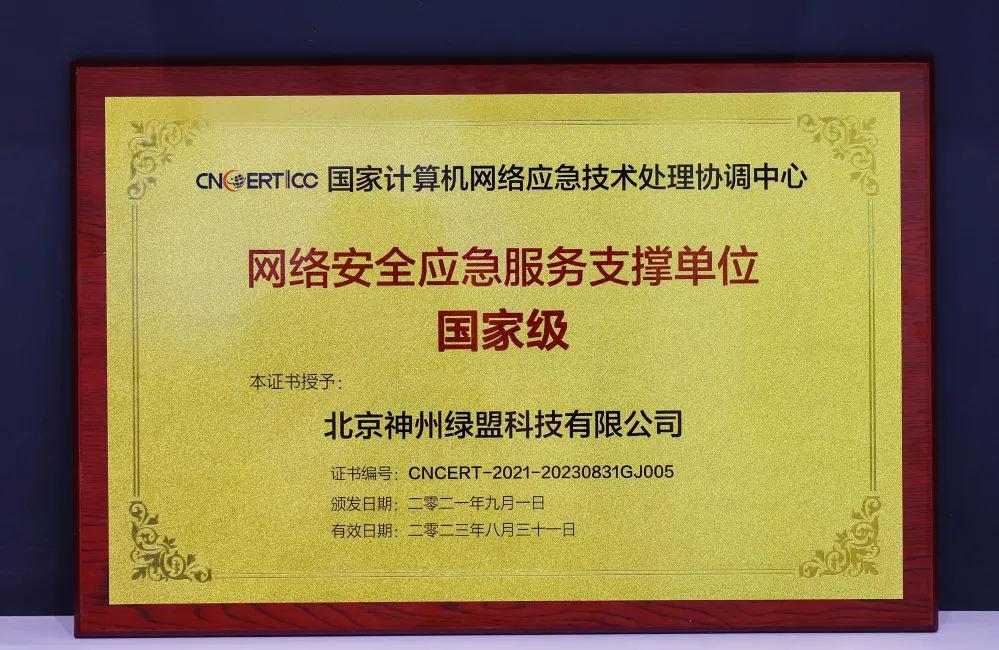 CNCERT/CC 国家计算机网络应急技术处理协调中心
网络安全应急服务支撑单位
国家级
本证书授予：
北京神州绿盟科技有限公司
证书编号：CNCERT-2021-20230831GJ005
颁发日期：二零二一年九月一日
有效日期：二零二三年八月三十一日